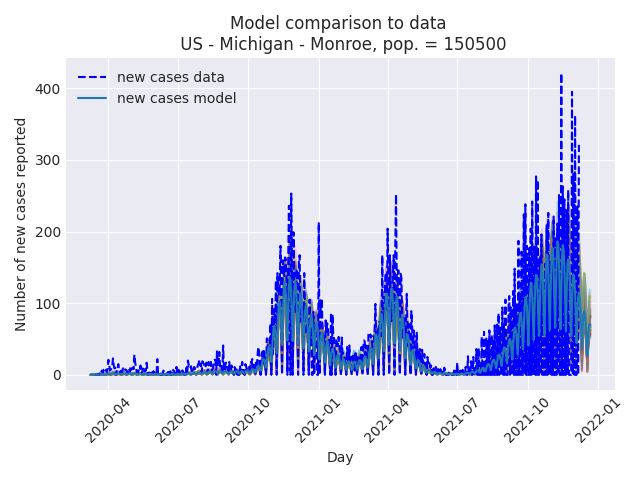 Model comparison to data
US - Michigan - Monroe, pop. = 150500
new cases data
new cases model
Number of new cases reported
400
300
200
100
0
2020-04
2020-07
2020-10
2021-01
2021-04
2021-07
2021-10
2022-01
Day